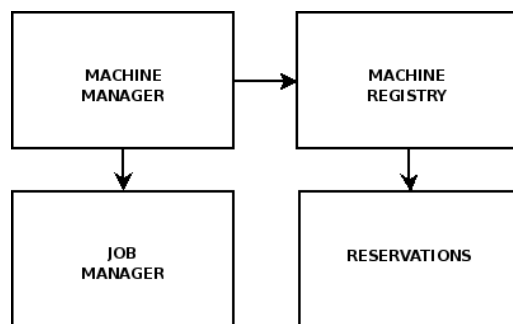 MACHINE
MANAGER
MACHINE
REGISTRY
JOB
MANAGER
RESERVATIONS